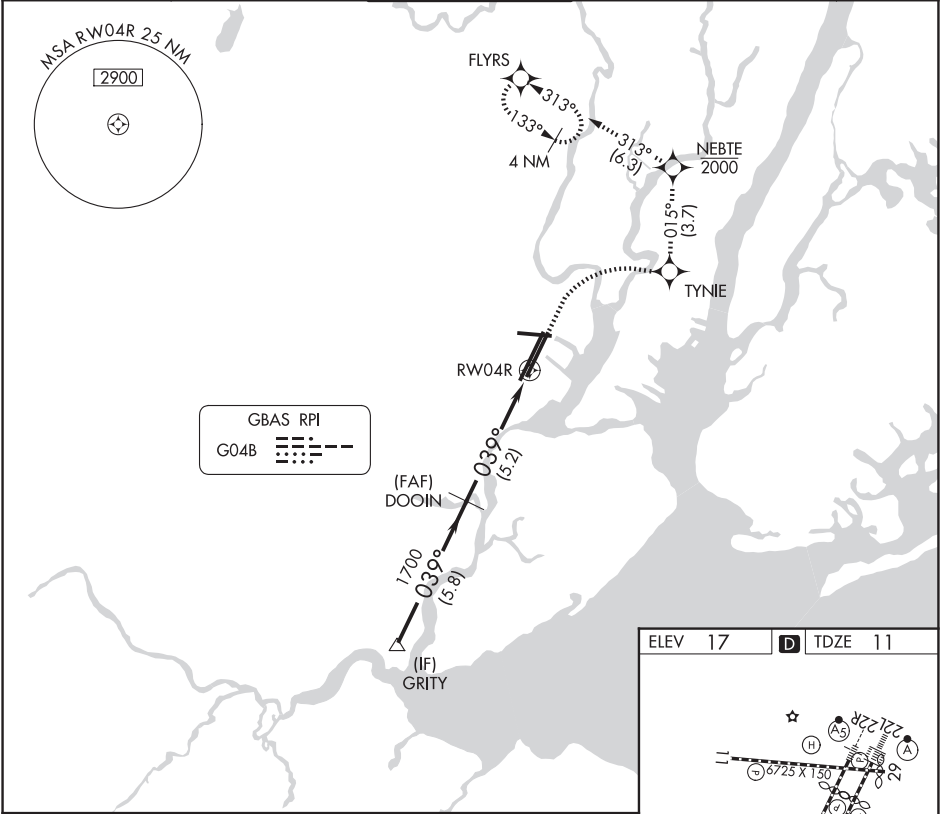 MSA RW04R 25 NM
2900
FLYRS
313°
133°
4 NM
313°
(6.3)
NEBTE
2000
015°
(3.7)
TYNIE
RW04R
GBAS RPI
G04B
039°
(5.2)
(FAF)
DOOIN
1700
039°
(5.8)
(IF)
GRITY
ELEV 17
D
TDZE 11
A5
22R
22L
A
H
P
11
P
6725 X 150
29
P